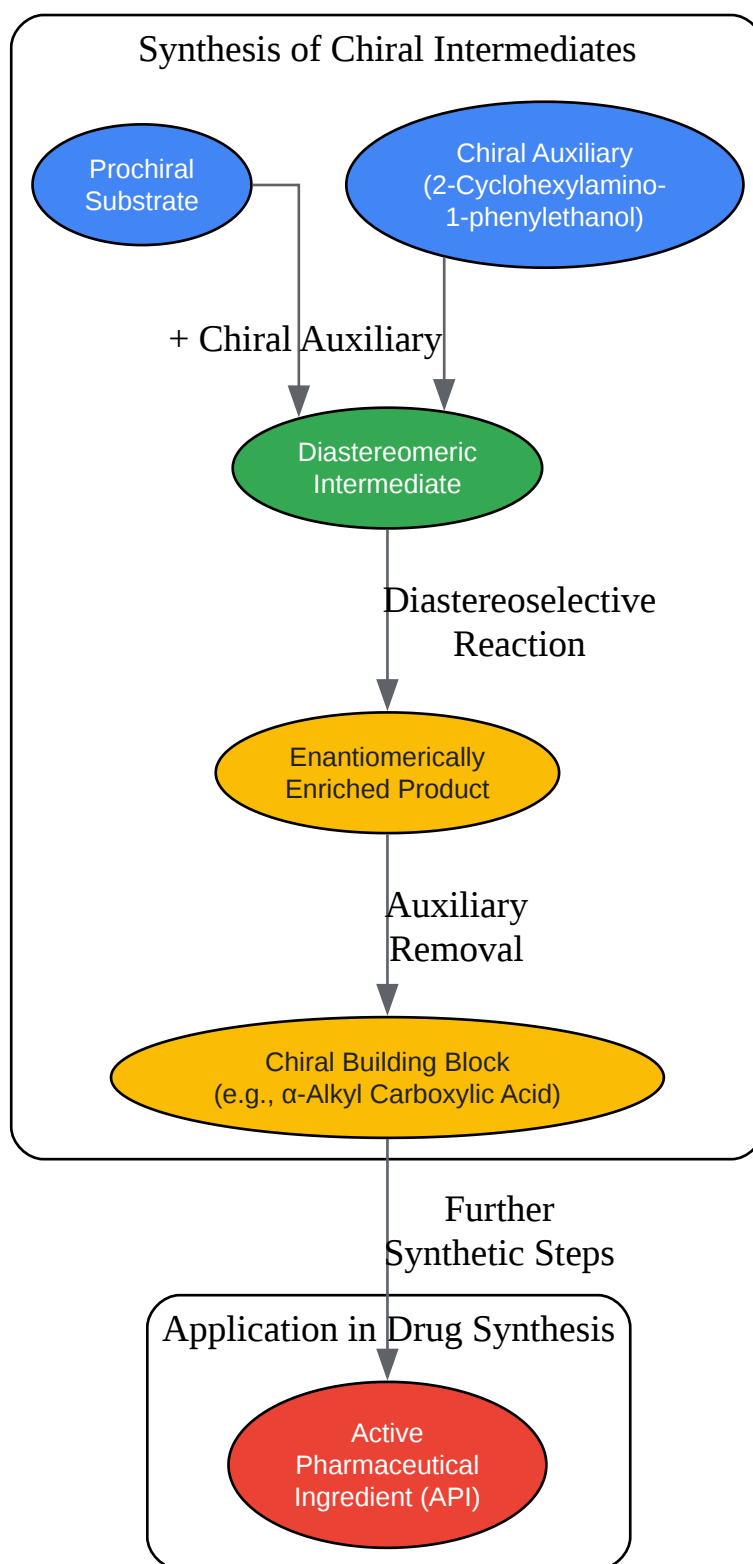 Synthesis of Chiral Intermediates
Prochiral
Substrate
Chiral Auxiliary
(2-Cyclohexylamino-
1-phenylethanol)
+ Chiral Auxiliary
Diastereomeric
Intermediate
Diastereoselective
Reaction
Enantiomerically
Enriched Product
Auxiliary
Removal
Chiral Building Block
(e.g., α-Alkyl Carboxylic Acid)
Further
Synthetic Steps
Application in Drug Synthesis
Active
Pharmaceutical
Ingredient (API)